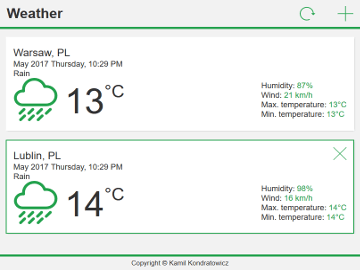 Weather
Warsaw, PL
May 2017 Thursday, 10:29 PM
Rain
13°C
Humidity: 87%
Wind: 21 km/h
Max. temperature: 13°C
Min. temperature: 13°C
Lublin, PL
May 2017 Thursday, 10:29 PM
Rain
14°C
Humidity: 98%
Wind: 16 km/h
Max. temperature: 14°C
Min. temperature: 14°C
Copyright © Kamil Kondratowicz